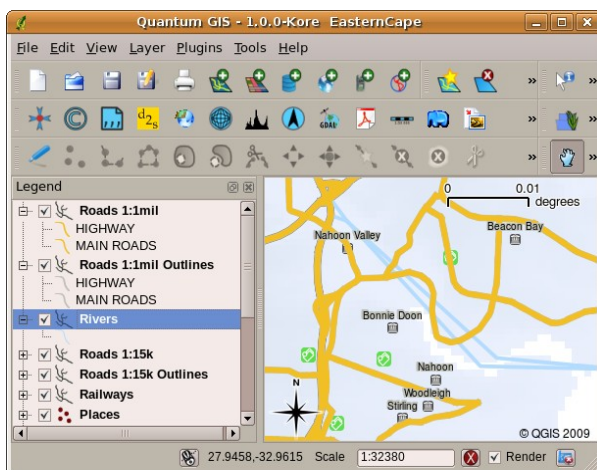 Quantum GIS - 1.0.0-Kore EasternCape
File Edit View Layer Plugins Tools Help
d2s
GDAL
Legend
Roads 1:1mil
HIGHWAY
MAIN ROADS
Roads 1:1mil Outlines
HIGHWAY
MAIN ROADS
Rivers
Roads 1:15k
Roads 1:15k Outlines
Railways
Places
0 0.01
degrees
Nahoon Valley
Beacon Bay
Bonnie Doon
Nahoon
Woodleigh
Stirling
N
© QGIS 2009
27.9458,-32.9615 Scale 1:32380 Render